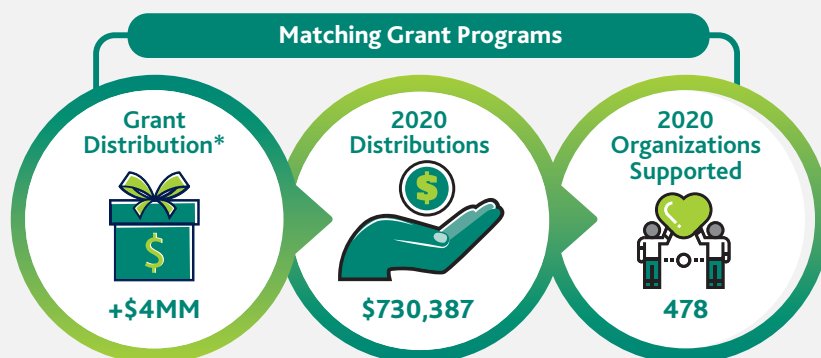 Matching Grant Programs
Grant
Distribution*
$
+$4MM
2020
Distributions
$
$730,387
2020
Organizations
Supported
478